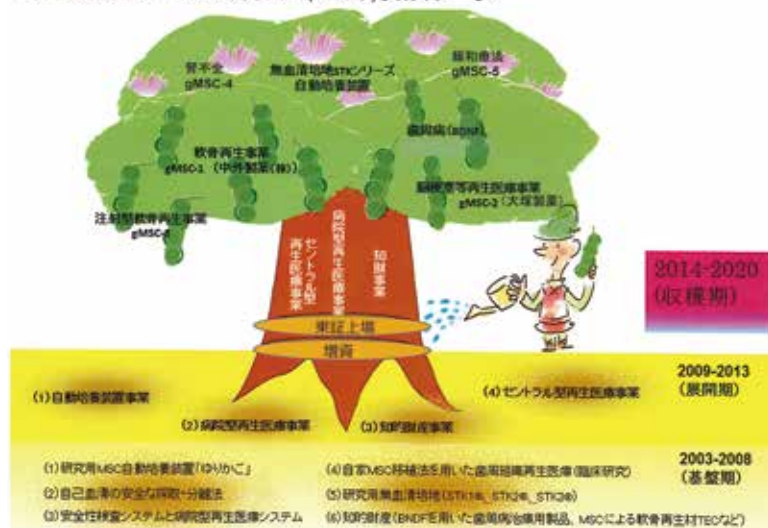 腎不全
gMSC-4
無血清培地STKシリーズ
自動培養装置
緩和療法
gMSC-5
歯周病(BDNF)
軟骨再生事業
gMSC-1 (中外製薬(株))
脳梗塞等再生医療事業
gMSC-3 (大塚製薬)
注射型軟骨再生事業
セントラル型
再生医療事業
病院型再生医療事業
知財事業
東証上場
増資
2014-2020
(収穫期)
2009-2013
(展開期)
(1)自動培養装置事業
(2)病院型再生医療事業
(3)知的財産事業
(4)セントラル型再生医療事業
2003-2008
(基盤期)
(1)研究用MSC自動培養装置「ゆりかご」
(2)自己血清の安全な採取・分離法
(3)安全性検査システムと病院型再生医療システム
(4)自家MSC移植法を用いた歯周組織再生医療(臨床研究)
(5)研究用無血清培地(STK1®、STK2®、STK3®)
(6)知的財産(BNDFを用いた歯周病治療用製品、MSCによる軟骨再生材TECなど)